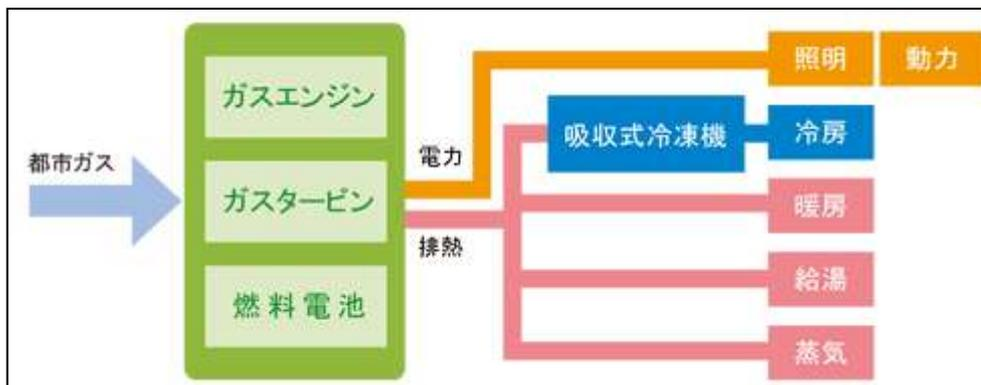 都市ガス
ガスエンジン
ガスタービン
燃料電池
電力
排熱
照明
動力
吸収式冷凍機
冷房
暖房
給湯
蒸気